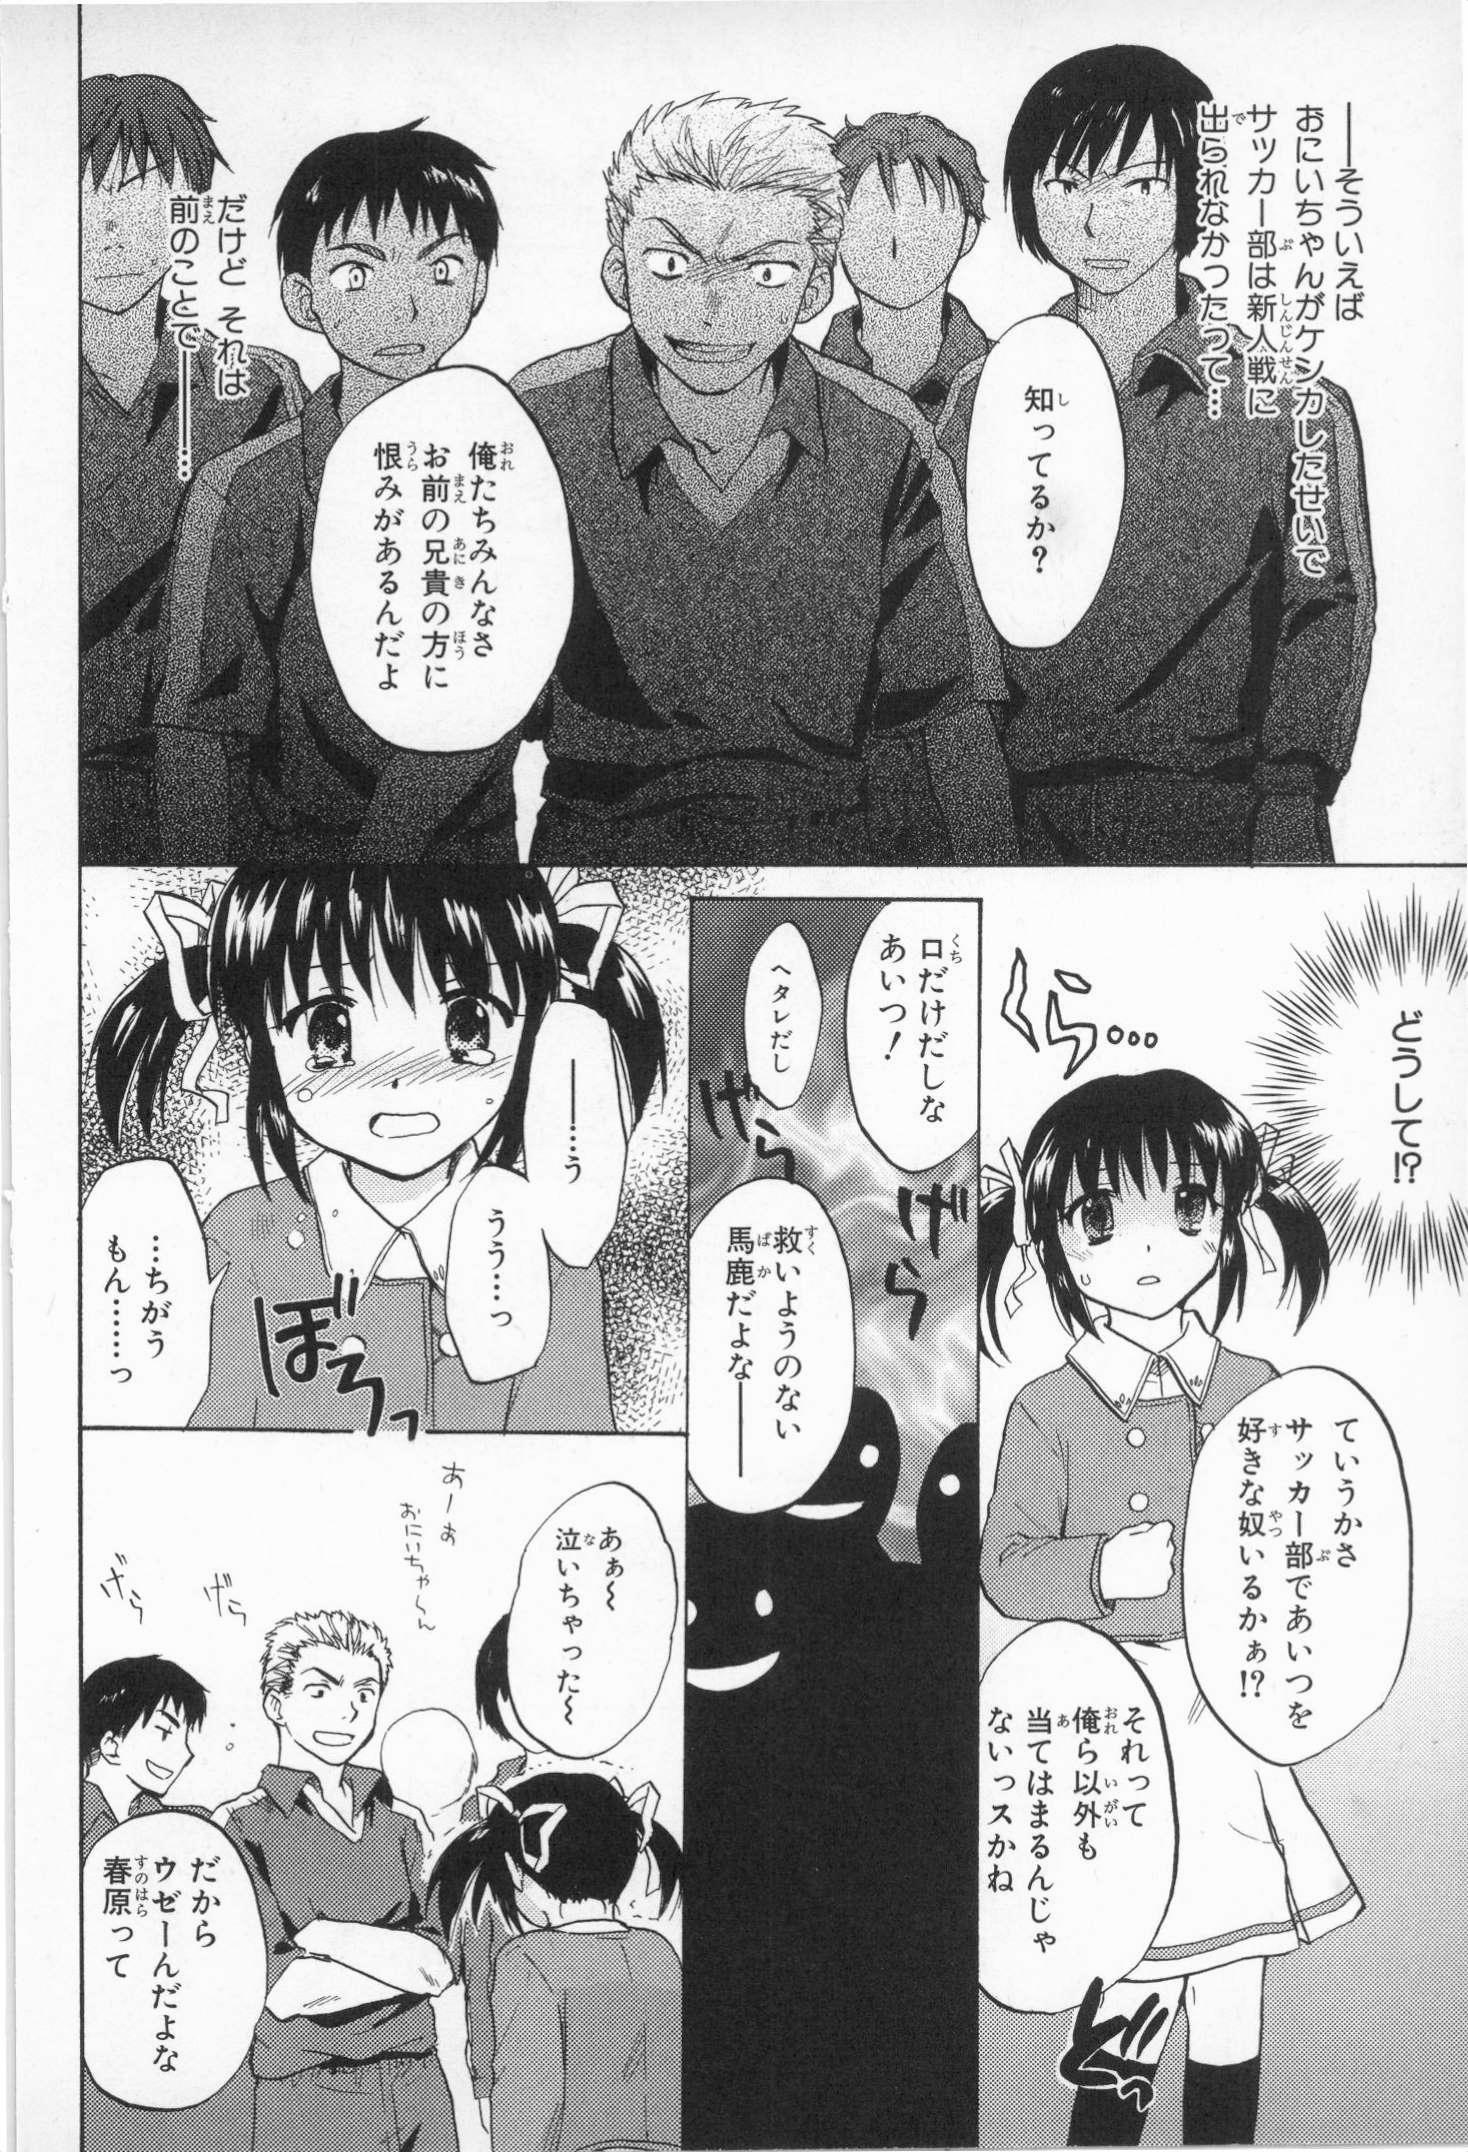 ――そういえば
おにいちゃんがケンカしたせいで
サッカー部は新人戦に
出られなかったって…
知ってるか？
俺たちみんなさ
お前の兄貴の方に
恨みがあるんだよ
だけど それは
前のことで――…
どうして!?
くら…
ていうかさ
サッカー部であいつを
好きな奴いるかぁ!?
それって
俺ら以外も
当てはまるんじゃ
ないっスかね
どっ
口だけだしな
あいつ！
ヘタレだし
げら
げら
救いようのない
馬鹿だよな――
――…う
うう…っ
…ちがう
もん……っ
ぼろっ
あぁ～
泣いちゃった～
あーぉ
おにいちゃーん
げら
げら
だから
ウゼーんだよな
春原って